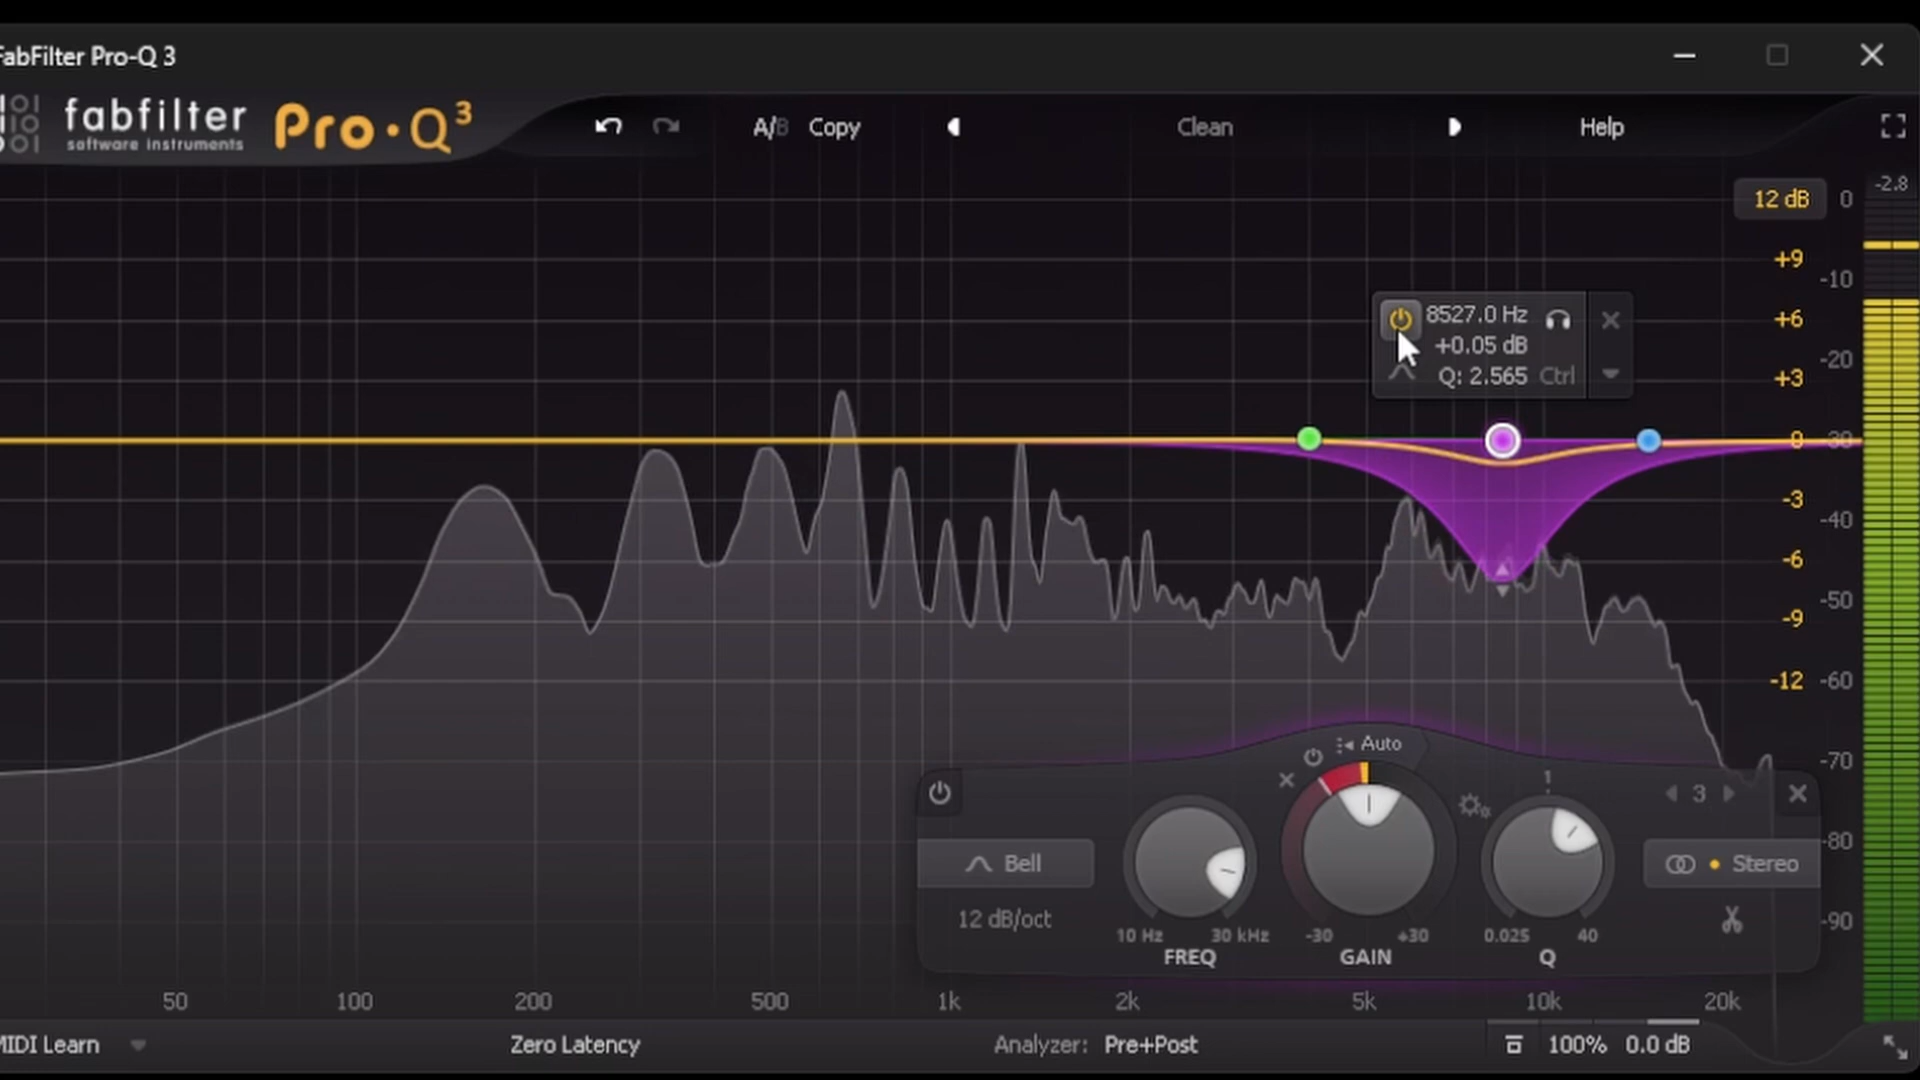 FabFilter Pro-Q 3
fabfilter
software instruments
Pro·Q³
A/B Copy Clean Help
12 dB 0 -2.8
+9 -10
+6
-20
+3
0 -30
-3
-40
-6
-50
-9
-12 -60
-70
-80
-90
8527.0 Hz
+0.05 dB
Q: 2.565 Ctrl
Auto
1
3
Bell
Stereo
12 dB/oct
10 Hz 30 kHz -30 +30 0.025 40
FREQ GAIN Q
50 100 200 500 1k 2k 5k 10k 20k
MIDI Learn Zero Latency Analyzer: Pre+Post 100% 0.0 dB